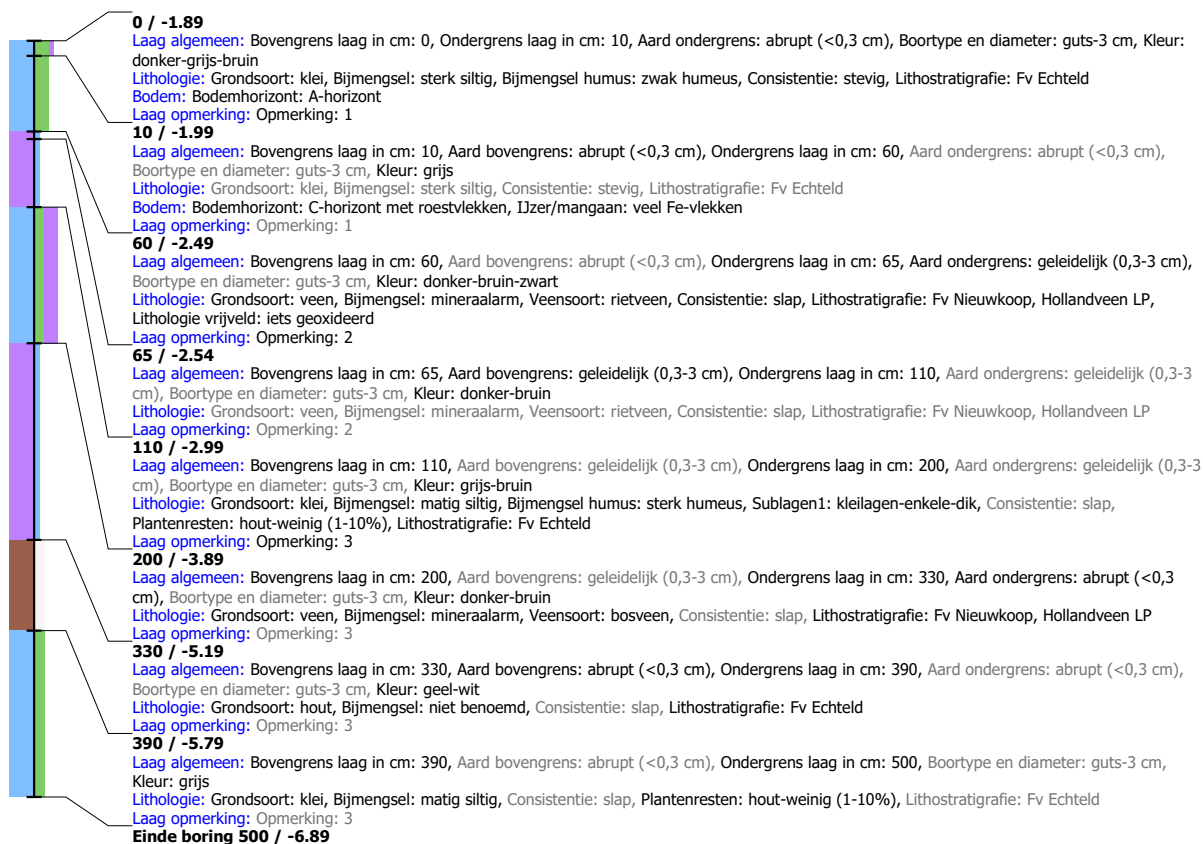 0 / -1.89
Laag algemeen: Bovengrens laag in cm: 0, Ondergrens laag in cm: 10, Aard ondergrens: abrupt (<0,3 cm), Boortype en diameter: guts-3 cm, Kleur:
donker-grijs-bruin
Lithologie: Grondsoort: klei, Bijmengsel: sterk siltig, Bijmengsel humus: zwak humeus, Consistentie: stevig, Lithostratigrafie: Fv Echteld
Bodem: Bodemhorizont: A-horizont
Laag opmerking: Opmerking: 1
10 / -1.99
Laag algemeen: Bovengrens laag in cm: 10, Aard bovengrens: abrupt (<0,3 cm), Ondergrens laag in cm: 60, Aard ondergrens: abrupt (<0,3 cm),
Boortype en diameter: guts-3 cm, Kleur: grijs
Lithologie: Grondsoort: klei, Bijmengsel: sterk siltig, Consistentie: stevig, Lithostratigrafie: Fv Echteld
Bodem: Bodemhorizont: C-horizont met roestvlekken, IJzer/mangaan: veel Fe-vlekken
Laag opmerking: Opmerking: 1
60 / -2.49
Laag algemeen: Bovengrens laag in cm: 60, Aard bovengrens: abrupt (<0,3 cm), Ondergrens laag in cm: 65, Aard ondergrens: geleidelijk (0,3-3 cm),
Boortype en diameter: guts-3 cm, Kleur: donker-bruin-zwart
Lithologie: Grondsoort: veen, Bijmengsel: mineraalarm, Veensoort: rietveen, Consistentie: slap, Lithostratigrafie: Fv Nieuwkoop, Hollandveen LP,
Lithologie vrijveld: iets geoxideerd
Laag opmerking: Opmerking: 2
65 / -2.54
Laag algemeen: Bovengrens laag in cm: 65, Aard bovengrens: geleidelijk (0,3-3 cm), Ondergrens laag in cm: 110, Aard ondergrens: geleidelijk (0,3-3
cm), Boortype en diameter: guts-3 cm, Kleur: donker-bruin
Lithologie: Grondsoort: veen, Bijmengsel: mineraalarm, Veensoort: rietveen, Consistentie: slap, Lithostratigrafie: Fv Nieuwkoop, Hollandveen LP
Laag opmerking: Opmerking: 2
110 / -2.99
Laag algemeen: Bovengrens laag in cm: 110, Aard bovengrens: geleidelijk (0,3-3 cm), Ondergrens laag in cm: 200, Aard ondergrens: geleidelijk (0,3-3
cm), Boortype en diameter: guts-3 cm, Kleur: grijs-bruin
Lithologie: Grondsoort: klei, Bijmengsel: matig siltig, Bijmengsel humus: sterk humeus, Sublagen1: kleilagen-enkele-dik, Consistentie: slap,
Plantenresten: hout-weinig (1-10%), Lithostratigrafie: Fv Echteld
Laag opmerking: Opmerking: 3
200 / -3.89
Laag algemeen: Bovengrens laag in cm: 200, Aard bovengrens: geleidelijk (0,3-3 cm), Ondergrens laag in cm: 330, Aard ondergrens: abrupt (<0,3
cm), Boortype en diameter: guts-3 cm, Kleur: donker-bruin
Lithologie: Grondsoort: veen, Bijmengsel: mineraalarm, Veensoort: bosveen, Consistentie: slap, Lithostratigrafie: Fv Nieuwkoop, Hollandveen LP
Laag opmerking: Opmerking: 3
330 / -5.19
Laag algemeen: Bovengrens laag in cm: 330, Aard bovengrens: abrupt (<0,3 cm), Ondergrens laag in cm: 390, Aard ondergrens: abrupt (<0,3 cm),
Boortype en diameter: guts-3 cm, Kleur: geel-wit
Lithologie: Grondsoort: hout, Bijmengsel: niet benoemd, Consistentie: slap, Lithostratigrafie: Fv Echteld
Laag opmerking: Opmerking: 3
390 / -5.79
Laag algemeen: Bovengrens laag in cm: 390, Aard bovengrens: abrupt (<0,3 cm), Ondergrens laag in cm: 500, Boortype en diameter: guts-3 cm,
Kleur: grijs
Lithologie: Grondsoort: klei, Bijmengsel: matig siltig, Consistentie: slap, Plantenresten: hout-weinig (1-10%), Lithostratigrafie: Fv Echteld
Laag opmerking: Opmerking: 3
Einde boring 500 / -6.89